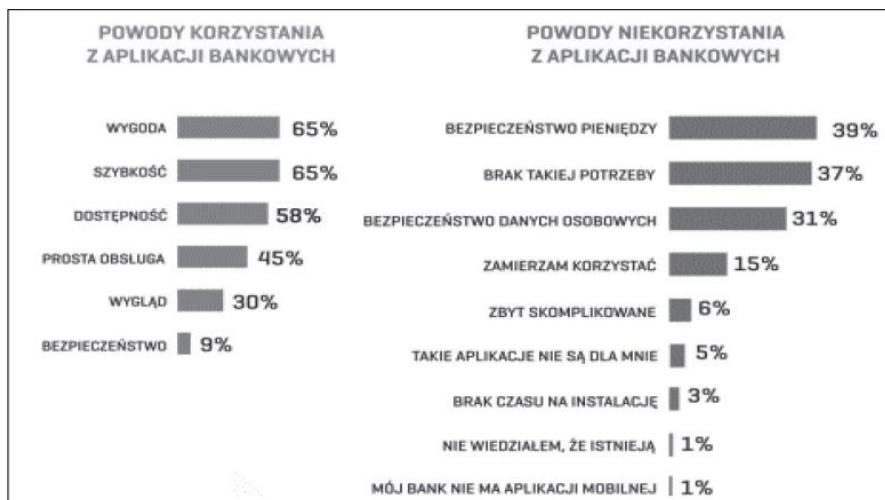 POWODY KORZYSTANIA
Z APLIKACJI BANKOWYCH
WYGODA 65%
SZYBKOŚĆ 65%
DOSTĘPNOŚĆ 58%
PROSTA OBSŁUGA 45%
WYGLĄD 30%
BEZPIECZEŃSTWO 9%
POWODY NIEKORZYSTANIA
Z APLIKACJI BANKOWYCH
BEZPIECZEŃSTWO PIENIĘDZY 39%
BRAK TAKIEJ POTRZEBY 37%
BEZPIECZEŃSTWO DANYCH OSOBOWYCH 31%
ZAMIERZAM KORZYSTAĆ 15%
ZBYT SKOMPLIKOWANE 6%
TAKIE APLIKACJE NIE SĄ DLA MNIE 5%
BRAK CZASU NA INSTALACJĘ 3%
NIE WIEDZIAŁEM, ŻE ISTNIEJĄ 1%
MÓJ BANK NIE MA APLIKACJI MOBILNEJ 1%